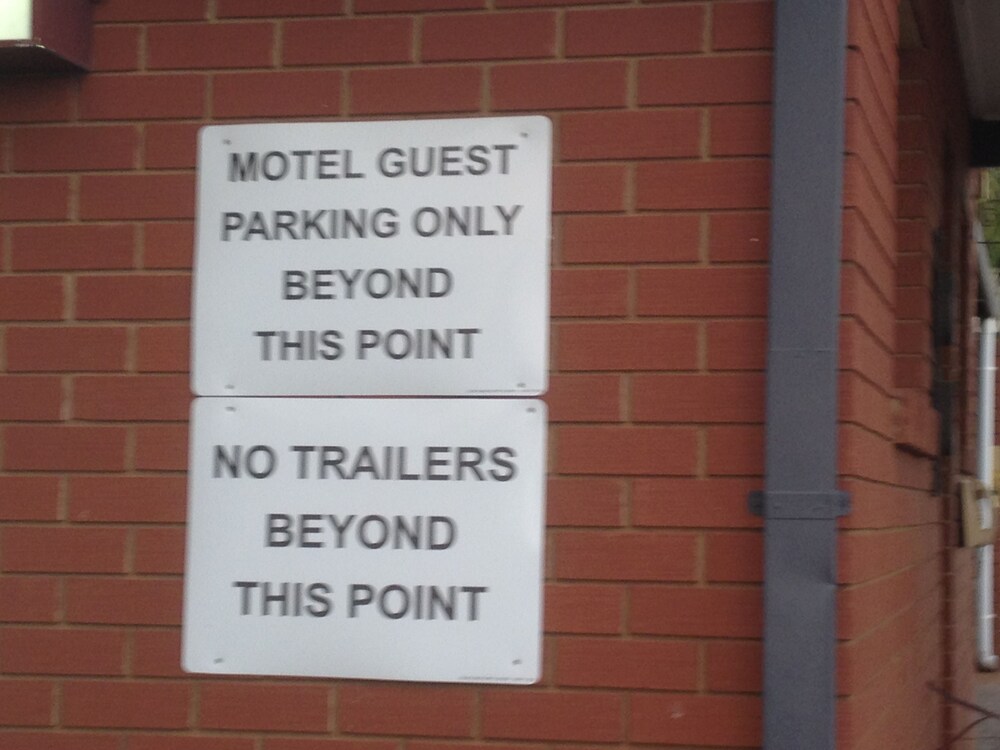 MOTEL GUEST
PARKING ONLY
BEYOND
THIS POINT
NO TRAILERS
BEYOND
THIS POINT